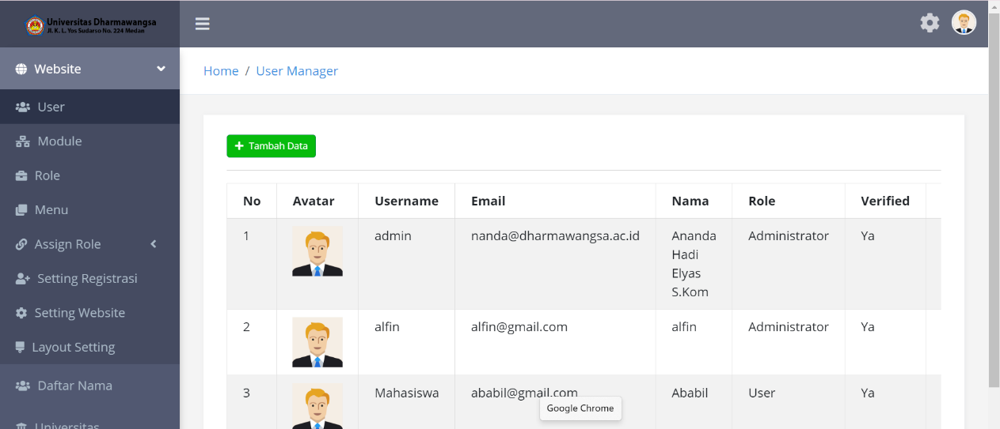 Universitas Dharmawangsa
Jl. K. L. Yos Sudarso No. 224 Medan
Website
User
Module
Role
Menu
Assign Role
Setting Registrasi
Setting Website
Layout Setting
Daftar Nama
Universitas
Home / User Manager
Tambah Data
No Avatar Username Email Nama Role Verified
1 admin nanda@dharmawangsa.ac.id Ananda Administrator Ya
Hadi
Elyas
S.Kom
2 alfin alfin@gmail.com alfin Administrator Ya
3 Mahasiswa ababil@gmail.com Ababil User Ya
Google Chrome